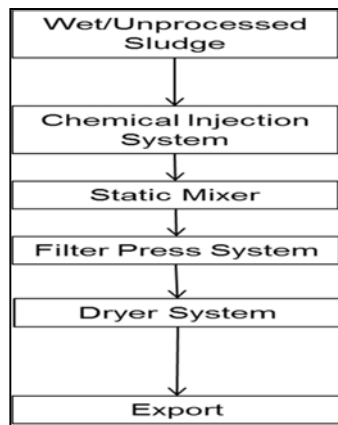 Wet/Unprocessed
Sludge
Chemical Injection
System
Static Mixer
Filter Press System
Dryer System
Export